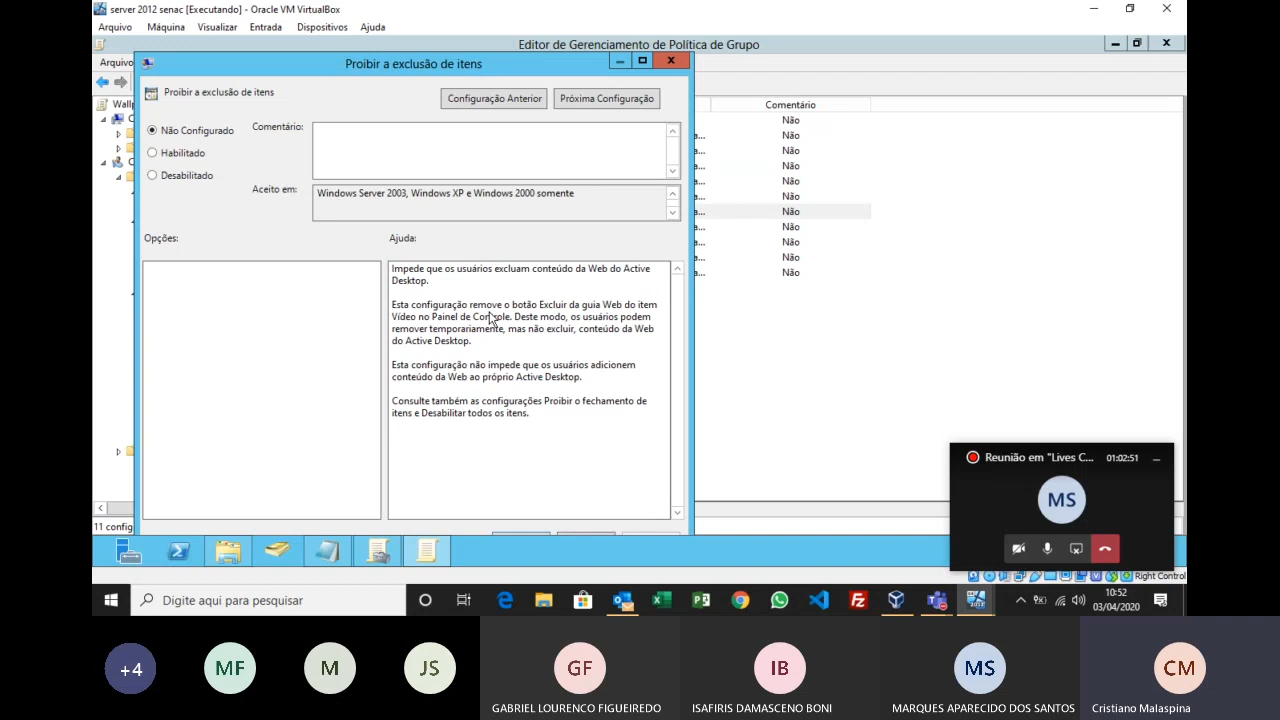 server 2012 senac [Executando] - Oracle VM VirtualBox
Arquivo Máquina Visualizar Entrada Dispositivos Ajuda
Editor de Gerenciamento de Política de Grupo
Arquivo
Proibir a exclusão de itens
Proibir a exclusão de itens
Configuração Anterior Próxima Configuração
Não Configurado
Habilitado
Desabilitado
Comentário:
Aceito em:
Windows Server 2003, Windows XP e Windows 2000 somente
Opções:
Ajuda:
Impede que os usuários excluam conteúdo da Web do Active
Desktop.
Esta configuração remove o botão Excluir da guia Web do item
Vídeo no Painel de Controle. Deste modo, os usuários podem
remover temporariamente, mas não excluir, conteúdo da Web
do Active Desktop.
Esta configuração não impede que os usuários adicionem
conteúdo da Web ao próprio Active Desktop.
Consulte também as configurações Proibir o fechamento de
itens e Desabilitar todos os itens.
Comentário
Não
Não
Não
Não
Não
Não
Não
Não
Não
Não
Não
11 config
Reunião em "Lives C... 01:02:51
MS
Right Control
Digite aqui para pesquisar
10:52
03/04/2020
+4
MF
M
JS
GF
GABRIEL LOURENCO FIGUEIREDO
IB
ISAFIRIS DAMASCENO BONI
MS
MARQUES APARECIDO DOS SANTOS
CM
Cristiano Malaspina